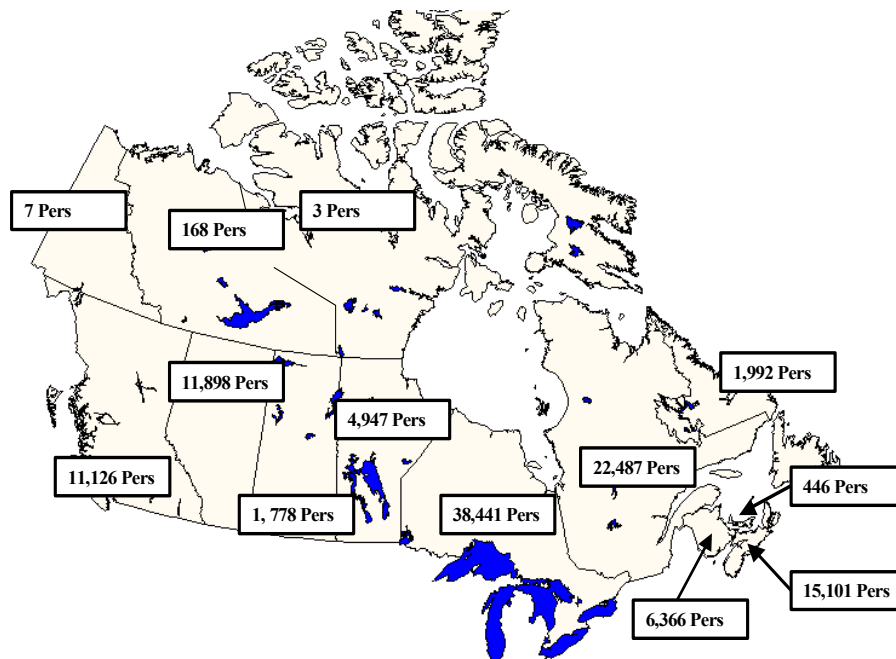 7 Pers
168 Pers
3 Pers
11,898 Pers
1,992 Pers
4,947 Pers
11,126 Pers
22,487 Pers
446 Pers
1, 778 Pers
38,441 Pers
15,101 Pers
6,366 Pers